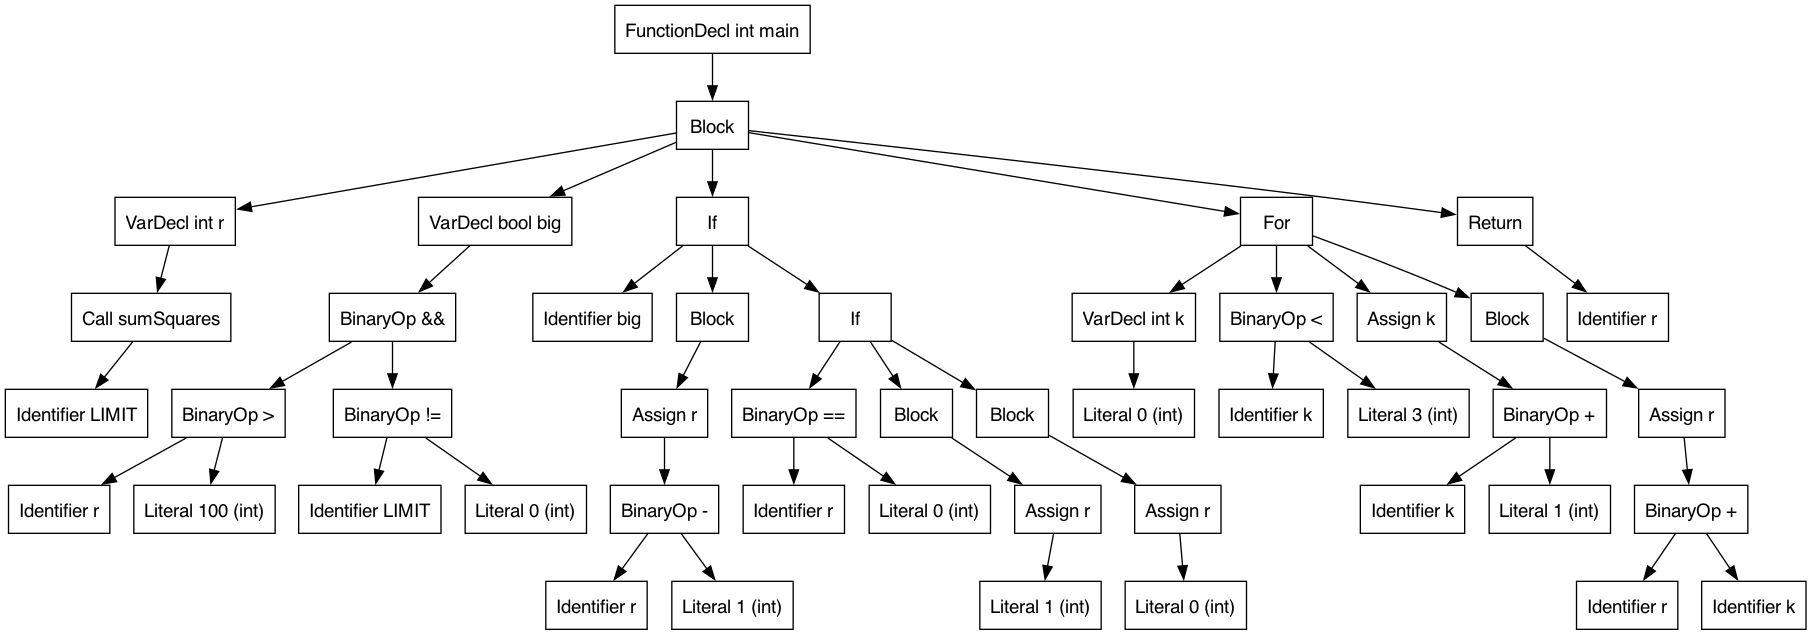 FunctionDecl int main
Block
VarDecl int r
VarDecl bool big
If
For
Return
Call sumSquares
BinaryOp &&
Identifier big
Block
If
VarDecl int k
BinaryOp <
Assign k
Block
Identifier r
Identifier LIMIT
BinaryOp >
BinaryOp !=
Assign r
BinaryOp ==
Block
Block
Literal 0 (int)
Identifier k
Literal 3 (int)
BinaryOp +
Assign r
Identifier r
Literal 100 (int)
Identifier LIMIT
Literal 0 (int)
BinaryOp -
Identifier r
Literal 0 (int)
Assign r
Assign r
Identifier k
Literal 1 (int)
BinaryOp +
Identifier r
Literal 1 (int)
Literal 1 (int)
Literal 0 (int)
Identifier r
Identifier k